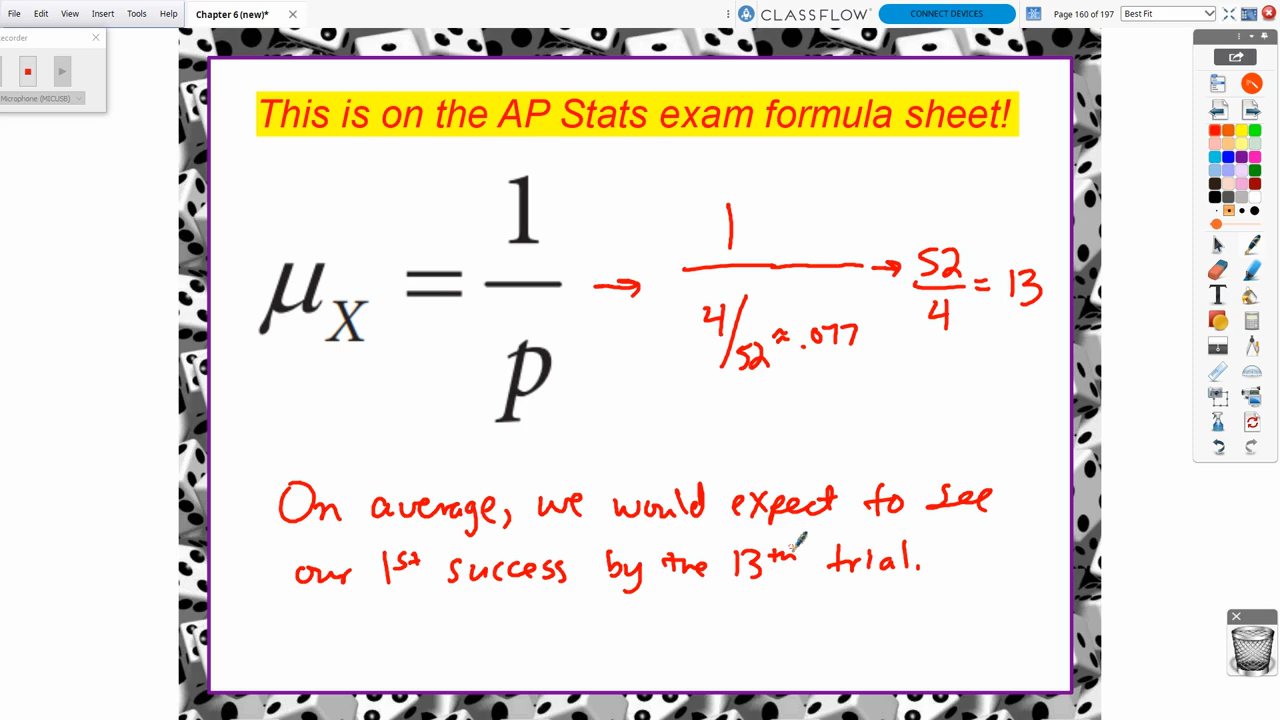 File Edit View Insert Tools Help
Chapter 6 (new)*
CLASSFLOW
CONNECT DEVICES
Page 160 of 197
Best Fit
ecorder
Microphone (MICUSB)
This is on the AP Stats exam formula sheet!
μX = 1/p → 1/(4/52 ≈ .077) → 52/4 = 13
On average, we would expect to see
our 1st success by the 13th trial.